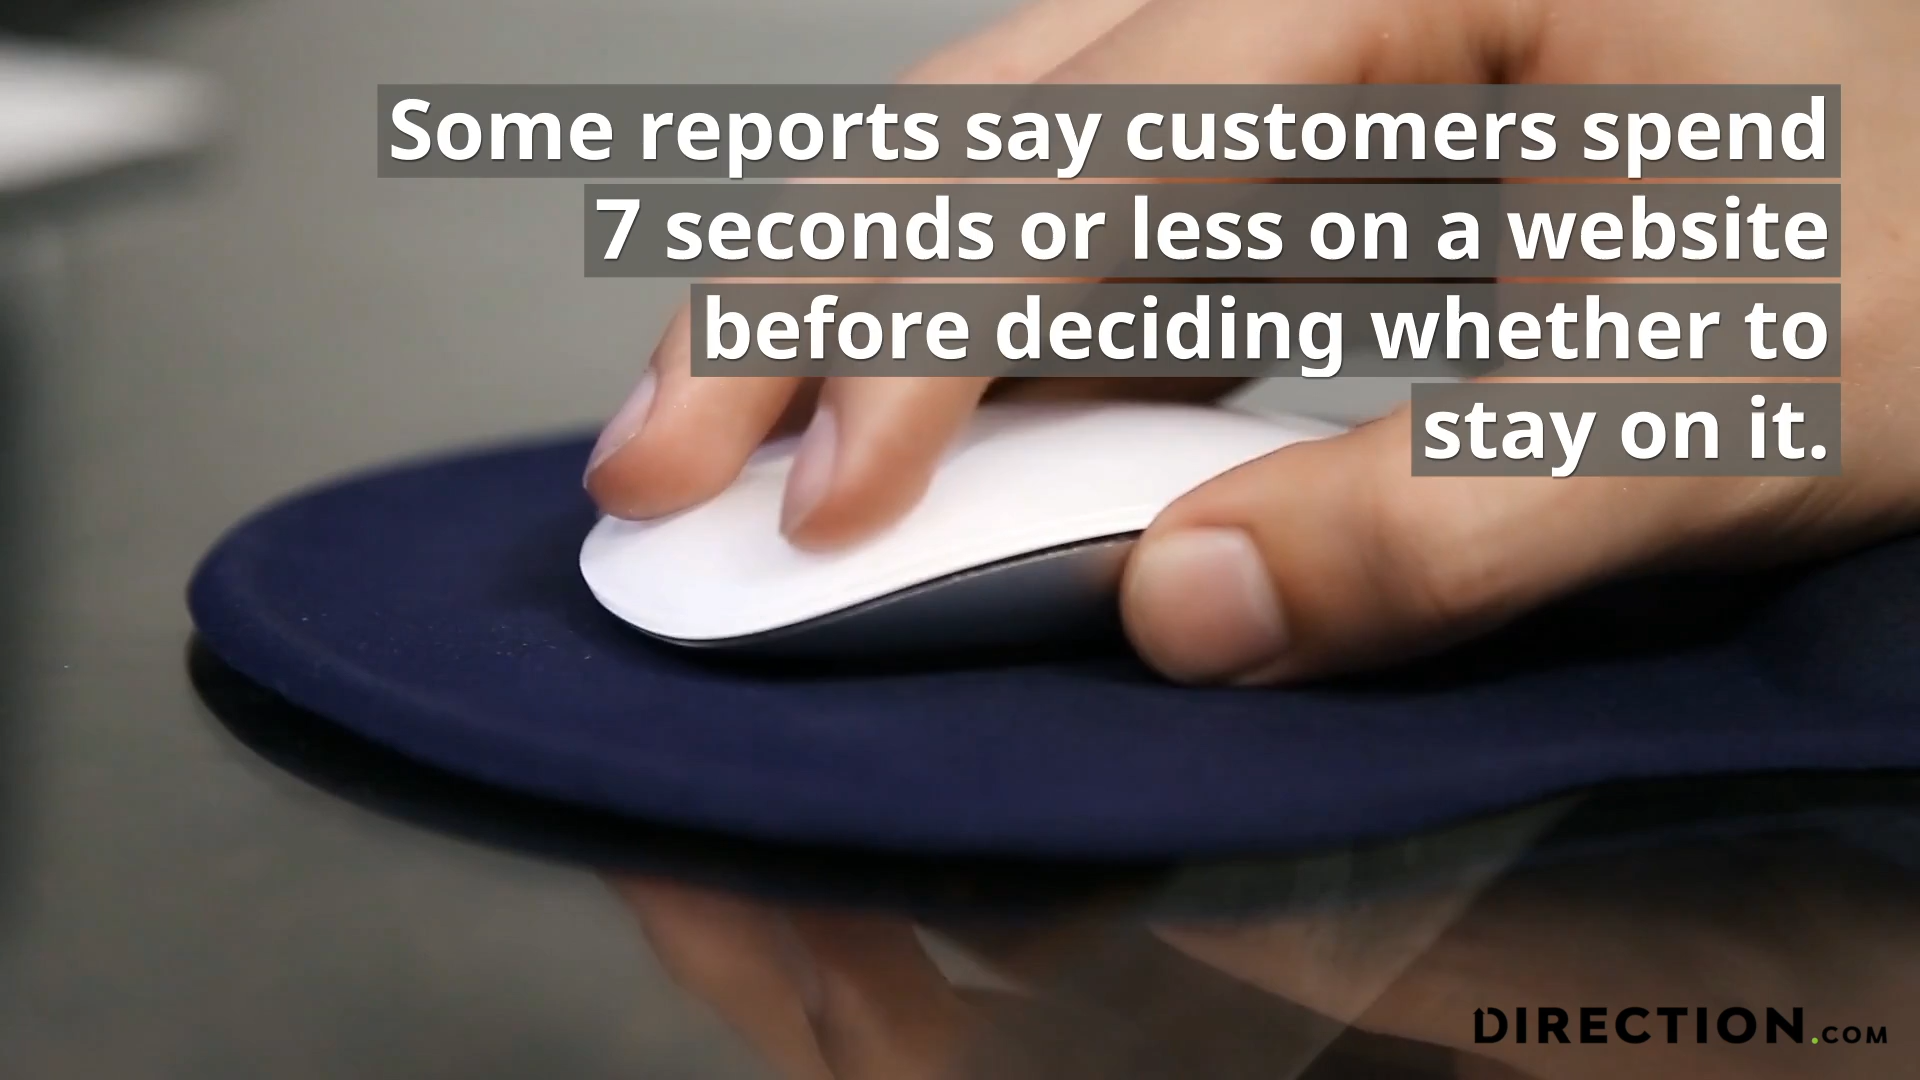 Some reports say customers spend
7 seconds or less on a website
before deciding whether to
stay on it.
DIRECTION.COM